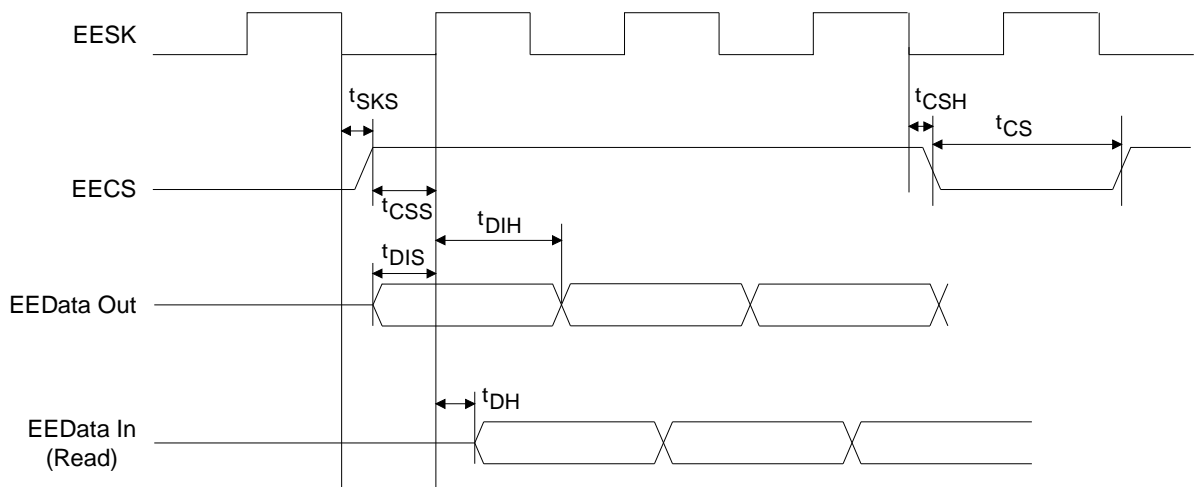 EESK
tSKS
tCSH
tCS
EECS
tCSS
tDIH
tDIS
EEData Out
tDH
EEData In
(Read)